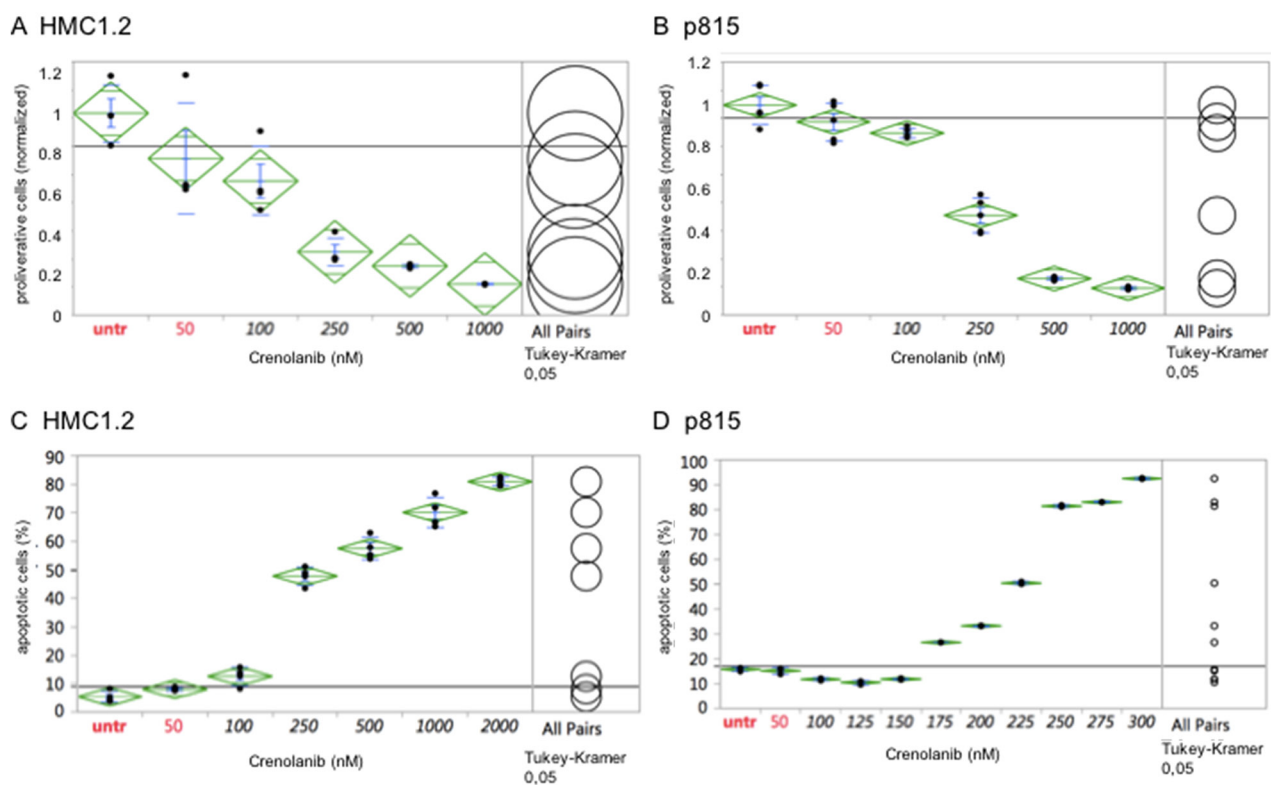 A HMC1.2
B p815
proliverative cells (normalized)
1.2
1
0.8
0.6
0.4
0.2
0
untr 50 100 250 500 1000
Crenolanib (nM)
All Pairs
Tukey-Kramer
0,05
proliverative cells (normalized)
1.2
1
0.8
0.6
0.4
0.2
0
untr 50 100 250 500 1000
Crenolanib (nM)
All Pairs
Tukey-Kramer
0,05
C HMC1.2
D p815
apoptotic cells (%)
90
80
70
60
50
40
30
20
10
0
untr 50 100 250 500 1000 2000
Crenolanib (nM)
All Pairs
Tukey-Kramer
0,05
apoptotic cells (%)
100
90
80
70
60
50
40
30
20
10
0
untr 50 100 125 150 175 200 225 250 275 300
Crenolanib (nM)
All Pairs
Tukey-Kramer
0,05